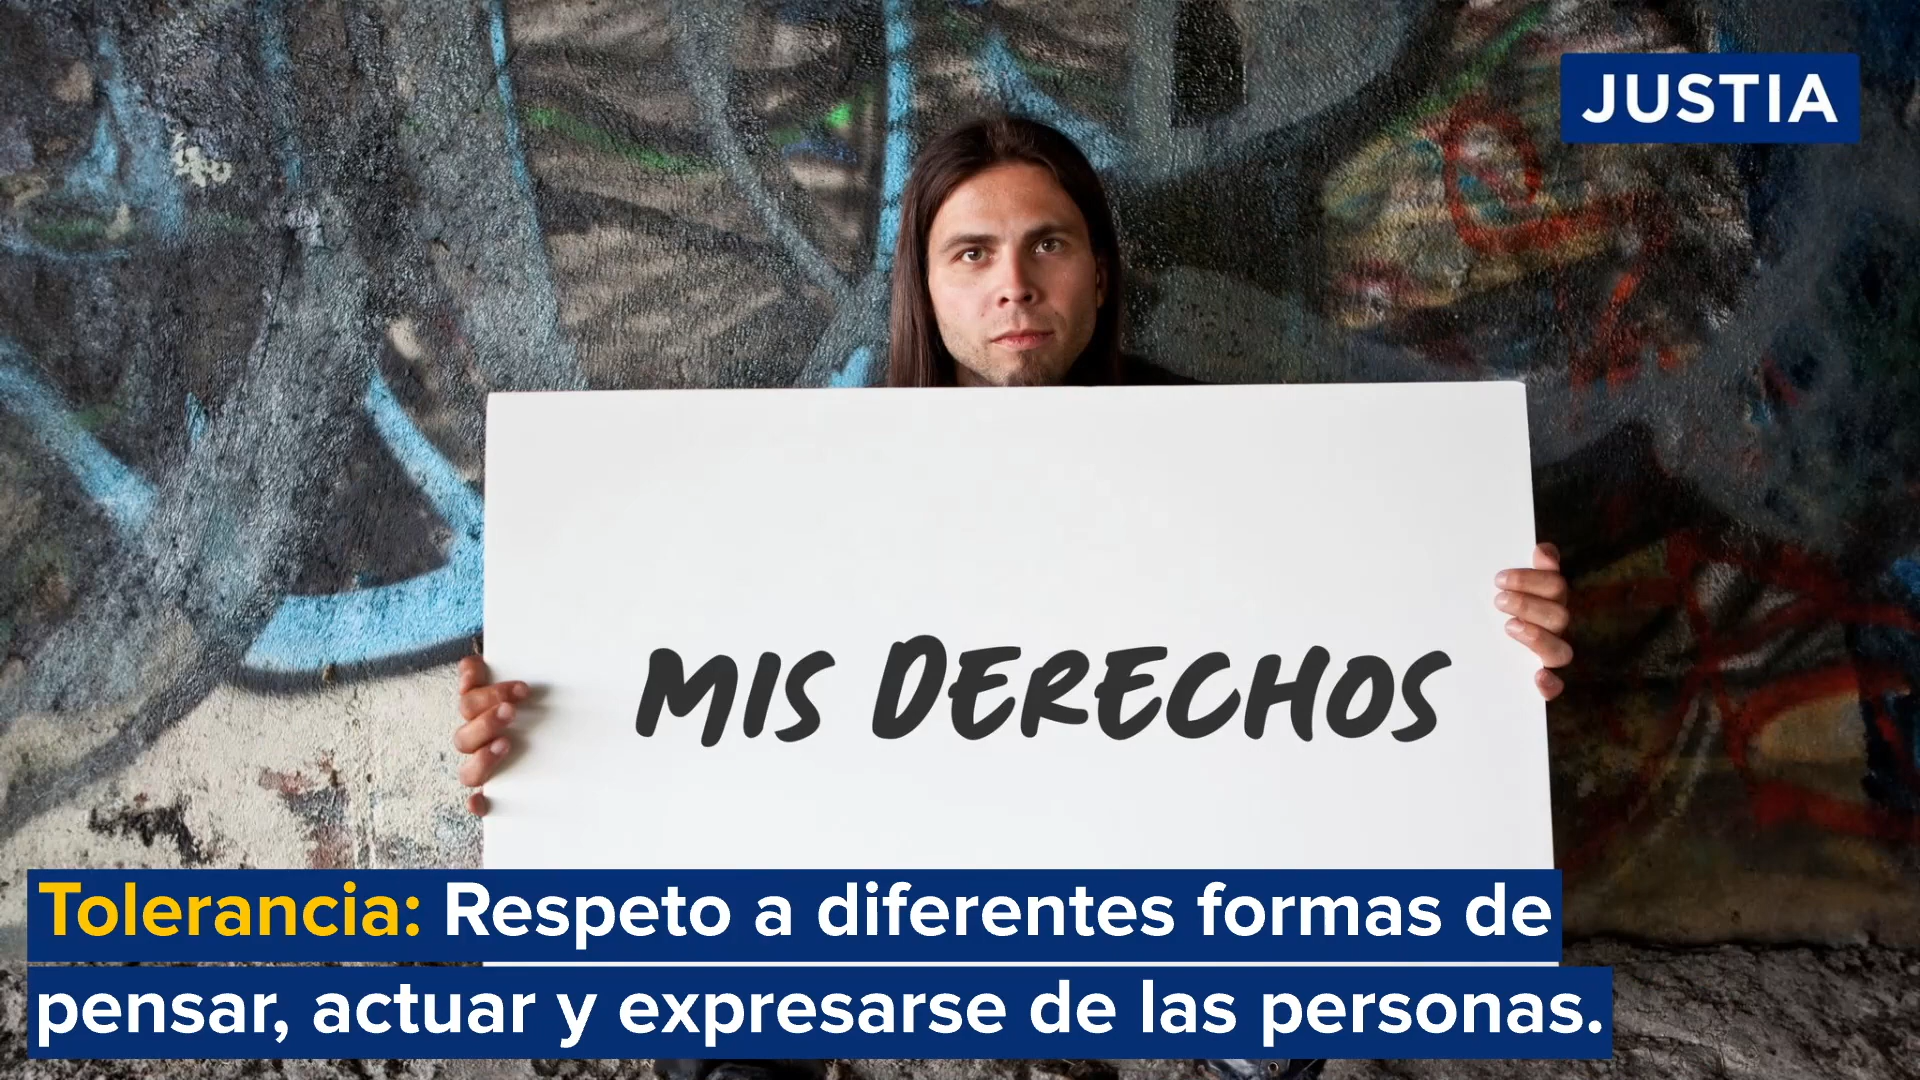 JUSTIA
MIS DERECHOS
Tolerancia: Respeto a diferentes formas de
pensar, actuar y expresarse de las personas.